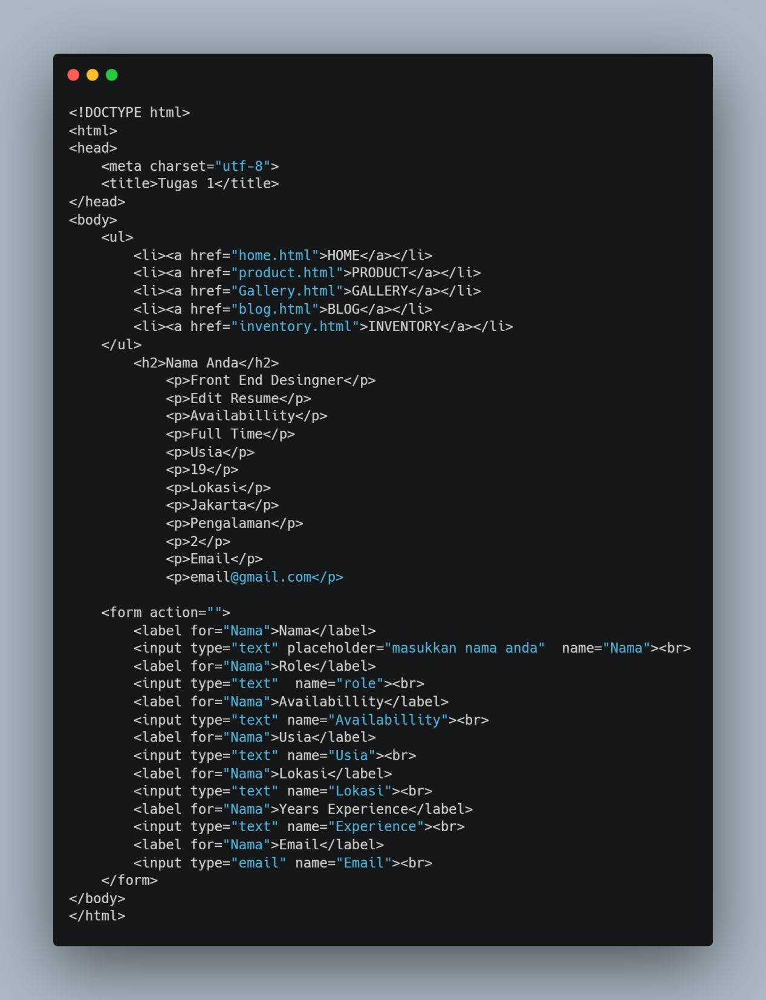 <!DOCTYPE html>
<html>
<head>
    <meta charset="utf-8">
    <title>Tugas 1</title>
</head>
<body>
    <ul>
        <li><a href="home.html">HOME</a></li>
        <li><a href="product.html">PRODUCT</a></li>
        <li><a href="Gallery.html">GALLERY</a></li>
        <li><a href="blog.html">BLOG</a></li>
        <li><a href="inventory.html">INVENTORY</a></li>
    </ul>
        <h2>Nama Anda</h2>
            <p>Front End Desingner</p>
            <p>Edit Resume</p>
            <p>Availabillity</p>
            <p>Full Time</p>
            <p>Usia</p>
            <p>19</p>
            <p>Lokasi</p>
            <p>Jakarta</p>
            <p>Pengalaman</p>
            <p>2</p>
            <p>Email</p>
            <p>email@gmail.com</p>

    <form action="">
        <label for="Nama">Nama</label>
        <input type="text" placeholder="masukkan nama anda"  name="Nama"><br>
        <label for="Nama">Role</label>
        <input type="text"  name="role"><br>
        <label for="Nama">Availabillity</label>
        <input type="text" name="Availabillity"><br>
        <label for="Nama">Usia</label>
        <input type="text" name="Usia"><br>
        <label for="Nama">Lokasi</label>
        <input type="text" name="Lokasi"><br>
        <label for="Nama">Years Experience</label>
        <input type="text" name="Experience"><br>
        <label for="Nama">Email</label>
        <input type="email" name="Email"><br>
    </form>
</body>
</html>